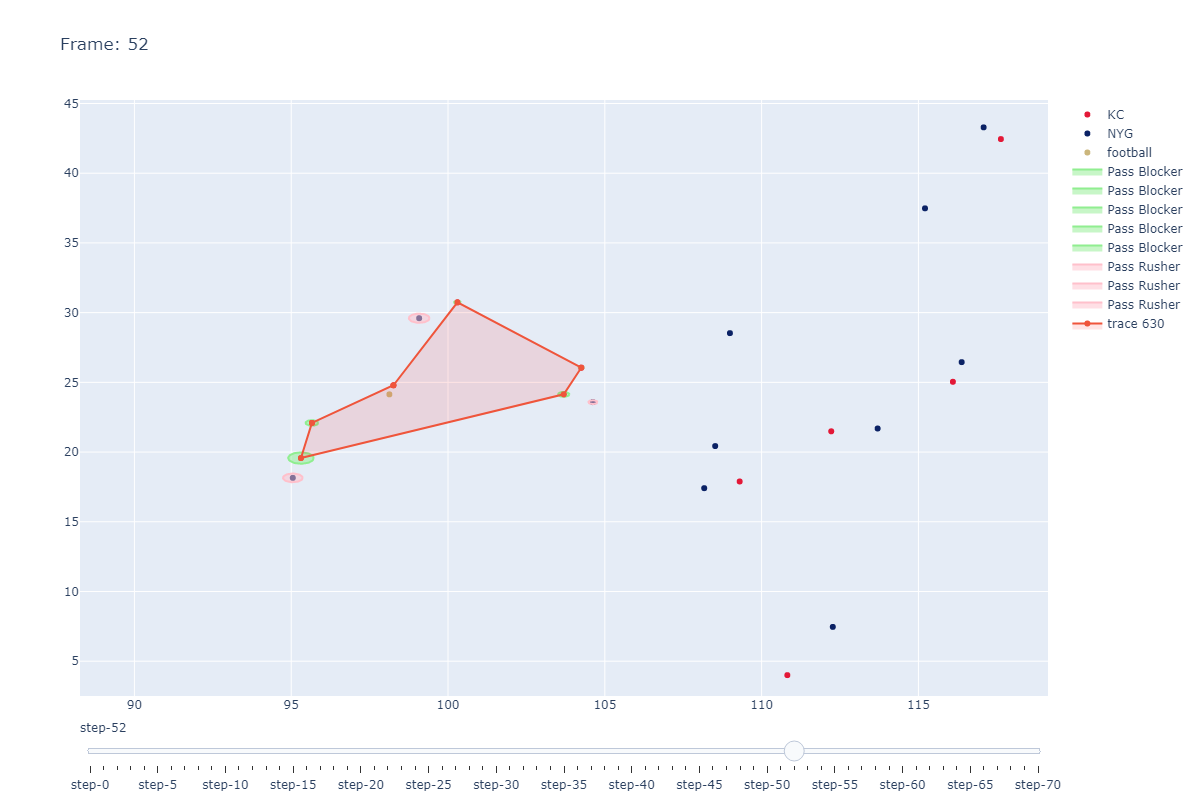 Frame: 52
45
40
35
30
25
20
15
10
5
90 95 100 105 110 115
KC
NYG
football
Pass Blocker
Pass Blocker
Pass Blocker
Pass Blocker
Pass Blocker
Pass Rusher
Pass Rusher
Pass Rusher
trace 630
step-52
step-0 step-5 step-10 step-15 step-20 step-25 step-30 step-35 step-40 step-45 step-50 step-55 step-60 step-65 step-70